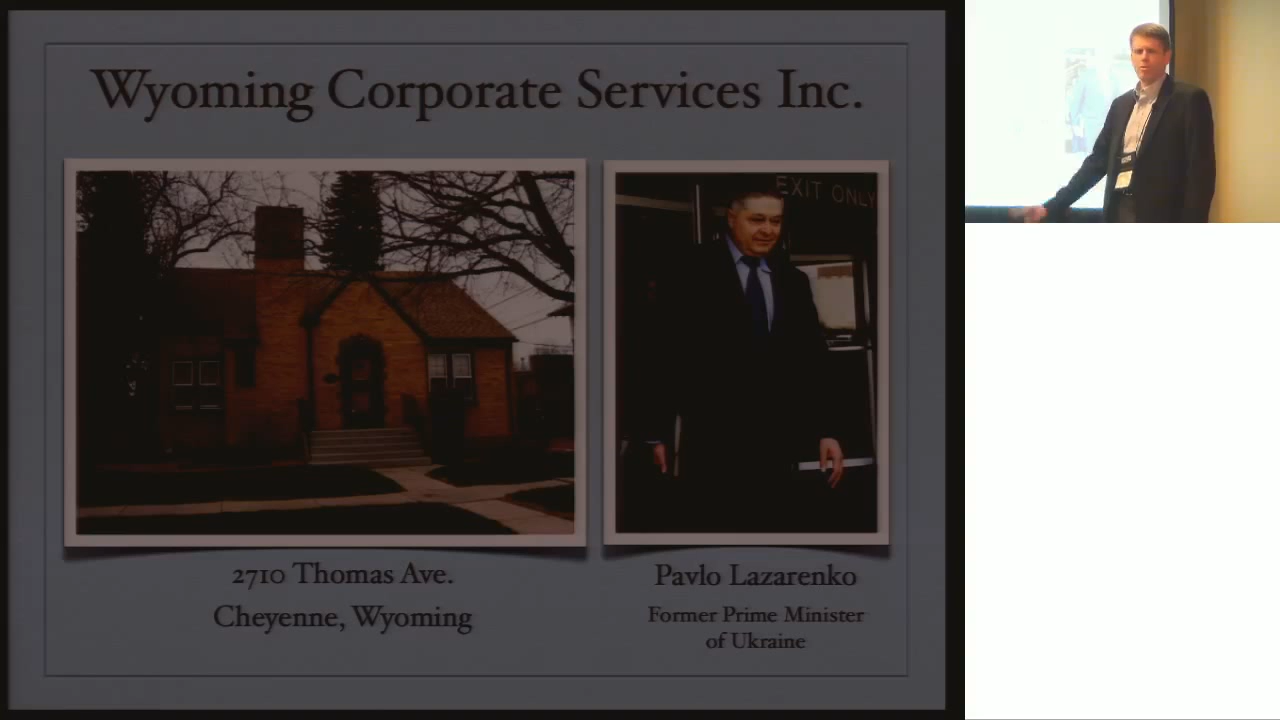 Wyoming Corporate Services Inc.
EXIT ONLY
2710 Thomas Ave.
Cheyenne, Wyoming
Pavlo Lazarenko
Former Prime Minister
of Ukraine